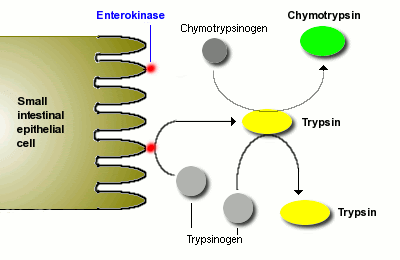 Enterokinase
Chymotrypsin
Chymotrypsinogen
Small
intestinal
epithelial
cell
Trypsin
Trypsin
Trypsinogen